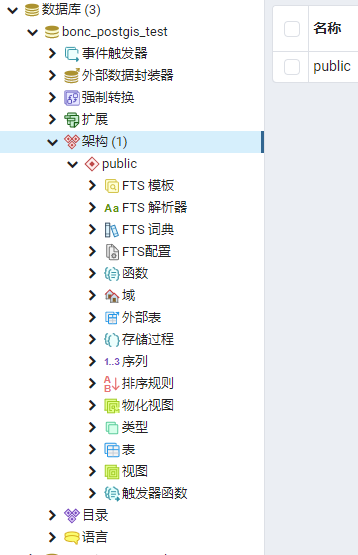 数据库 (3)
bonc_postgis_test
事件触发器
外部数据封装器
强制转换
扩展
架构 (1)
public
FTS 模板
Aa FTS 解析器
FTS 词典
FTS配置
函数
域
外部表
存储过程
1..3 序列
排序规则
物化视图
类型
表
视图
触发器函数
目录
语言
名称
public